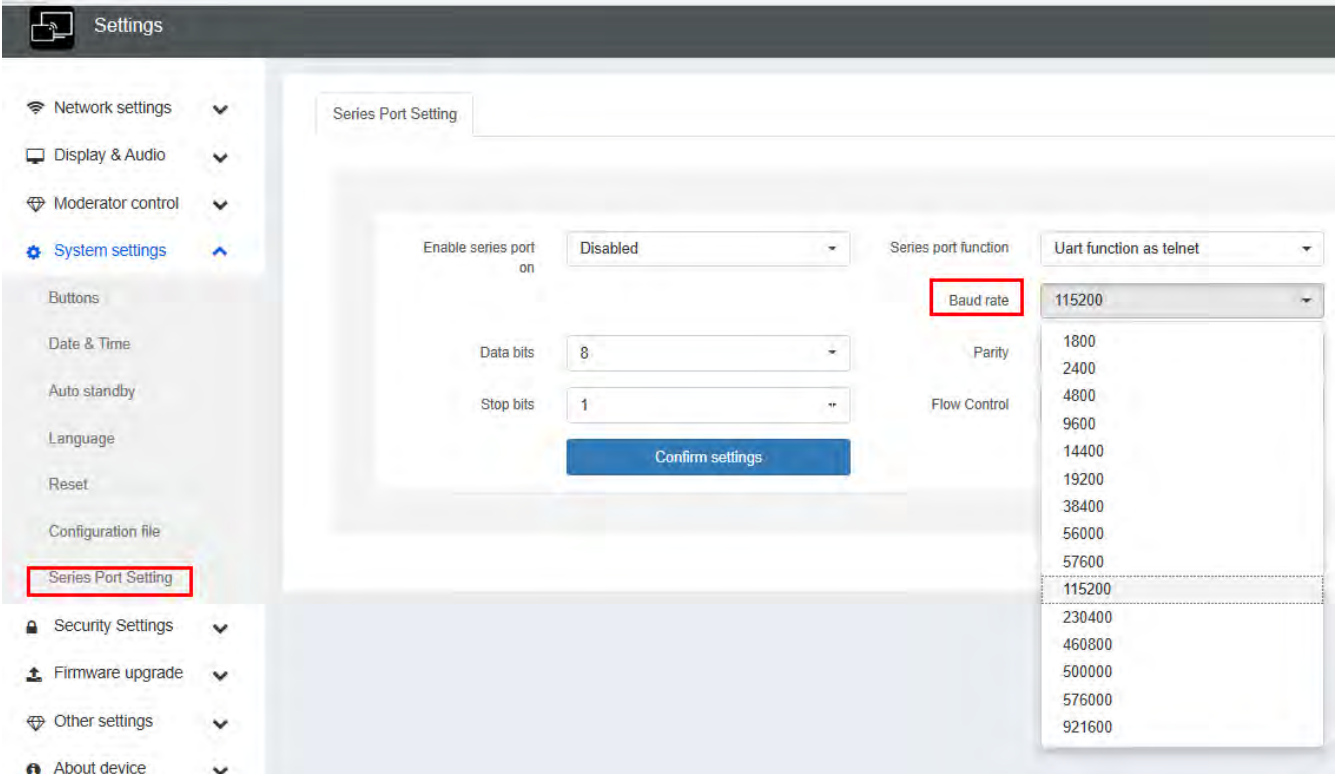 Settings
Network settings
Display & Audio
Moderator control
System settings
Buttons
Date & Time
Auto standby
Language
Reset
Configuration file
Series Port Setting
Security Settings
Firmware upgrade
Other settings
About device
Series Port Setting
Enable series port on
Disabled
Series port function
Uart function as telnet
Baud rate
115200
Data bits
8
Parity
Stop bits
1
Flow Control
Confirm settings
1800
2400
4800
9600
14400
19200
38400
56000
57600
115200
230400
460800
500000
576000
921600